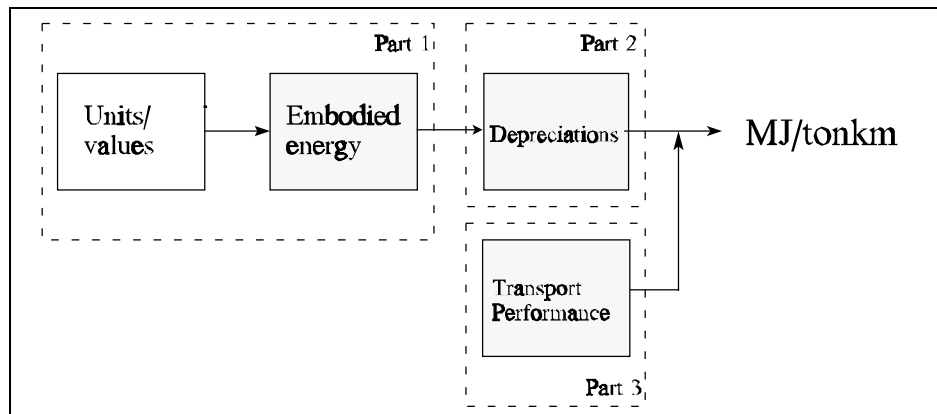 Part 1
Units/
values
Embodied
energy
Part 2
Depreciations
MJ/tonkm
Transport
Performance
Part 3